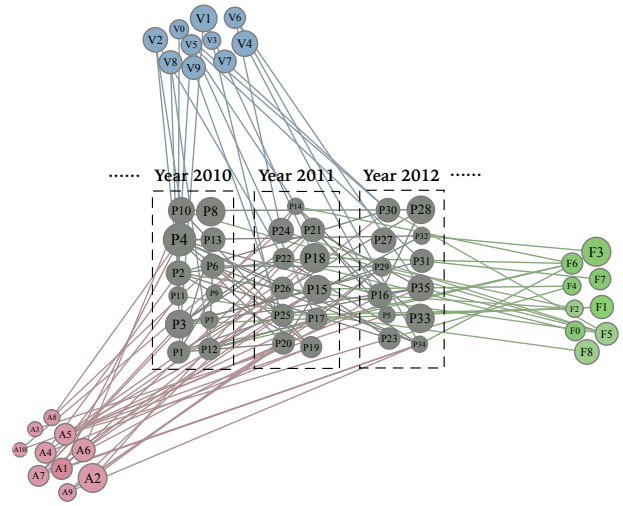 V1
V6
V0
V2
V5
V3
V4
V8
V9
V7
...... Year 2010 Year 2011 Year 2012 ......
P10
P8
P4
P13
P2
P6
P11
P9
P3
P7
P1
P12
P14
P24
P21
P22
P18
P26
P15
P25
P17
P20
P19
P30
P28
P27
P32
P29
P31
P16
P35
P5
P33
P23
P34
F3
F6
F7
F4
F2
F1
F0
F5
F8
A8
A3
A5
A10
A4
A6
A7
A1
A2
A9